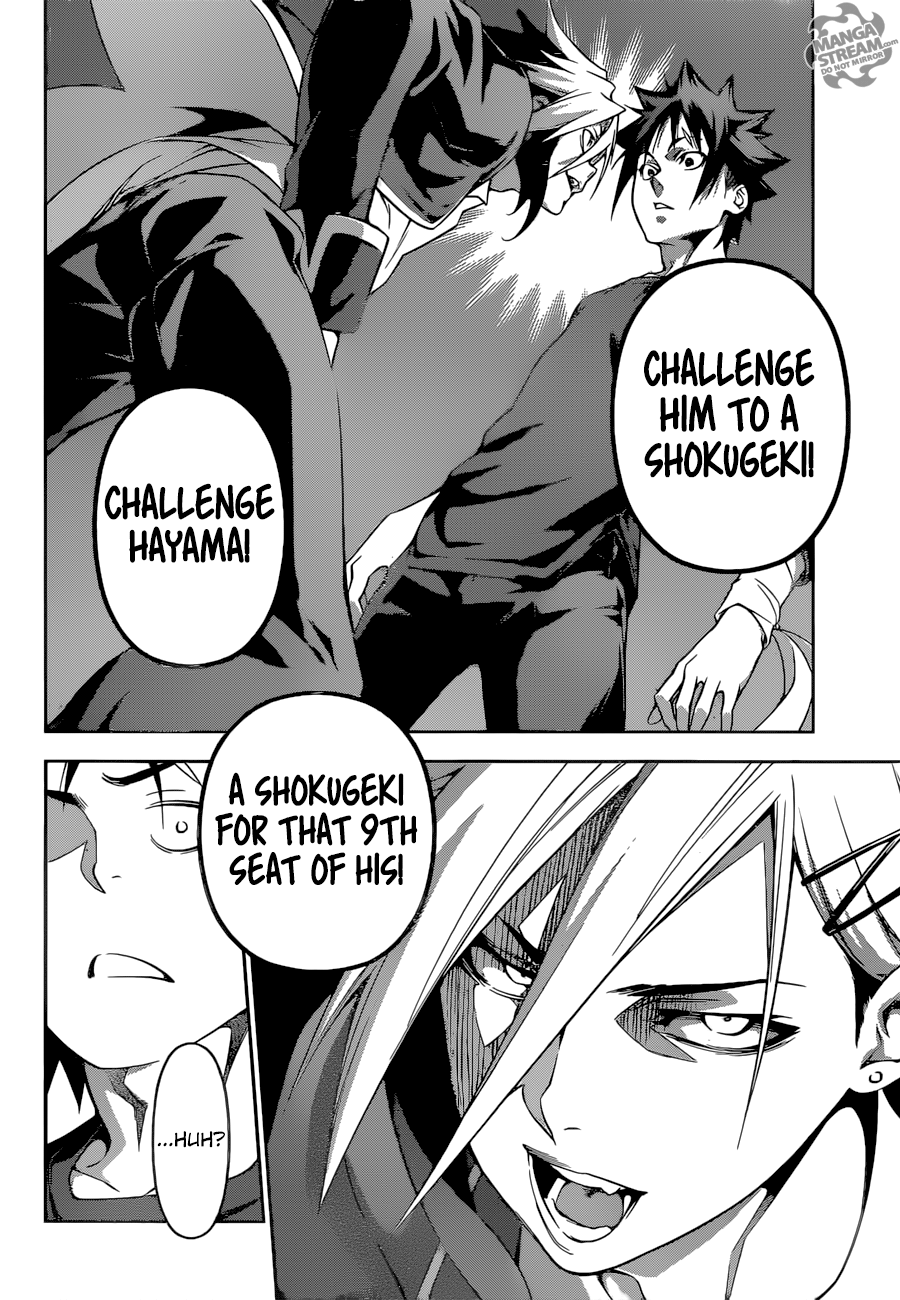 MANGA
STREAM.com
DO NOT MIRROR
CHALLENGE
HIM TO A
SHOKUGEKI!
CHALLENGE
HAYAMA!
A SHOKUGEKI
FOR THAT 9TH
SEAT OF HIS!
...HUH?